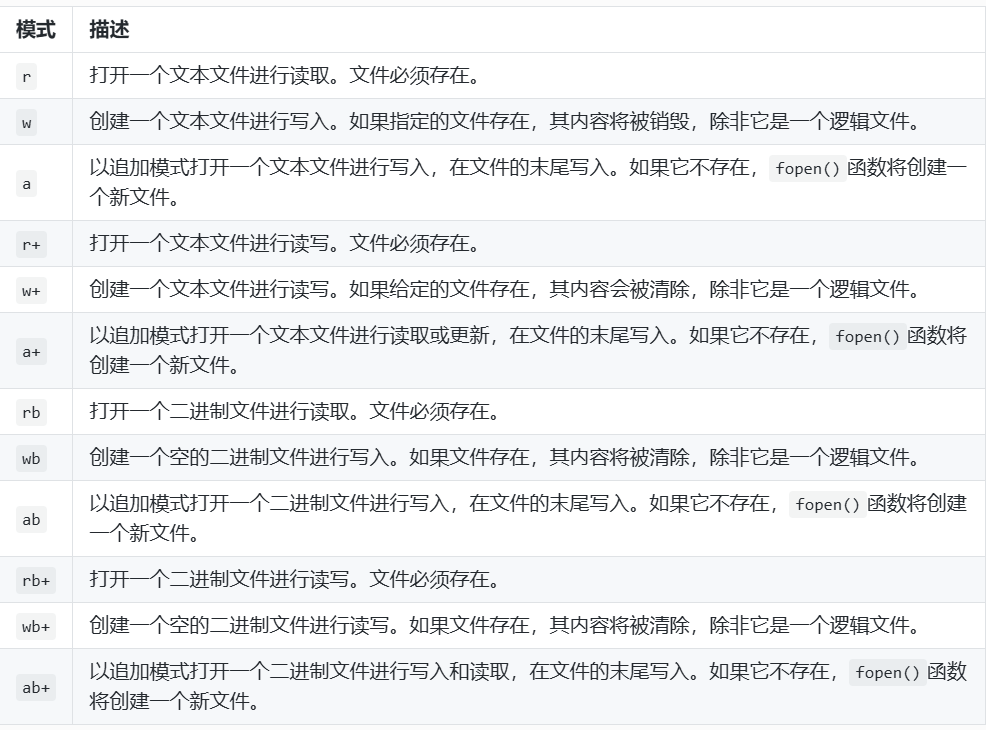 模式 描述
r 打开一个文本文件进行读取。文件必须存在。
w 创建一个文本文件进行写入。如果指定的文件存在，其内容将被销毁，除非它是一个逻辑文件。
a 以追加模式打开一个文本文件进行写入，在文件的末尾写入。如果它不存在，fopen()函数将创建一
个新文件。
r+ 打开一个文本文件进行读写。文件必须存在。
w+ 创建一个文本文件进行读写。如果给定的文件存在，其内容会被清除，除非它是一个逻辑文件。
a+ 以追加模式打开一个文本文件进行读取或更新，在文件的末尾写入。如果它不存在，fopen()函数将
创建一个新文件。
rb 打开一个二进制文件进行读取。文件必须存在。
wb 创建一个空的二进制文件进行写入。如果文件存在，其内容将被清除，除非它是一个逻辑文件。
ab 以追加模式打开一个二进制文件进行写入，在文件的末尾写入。如果它不存在，fopen()函数将创建
一个新文件。
rb+ 打开一个二进制文件进行读写。文件必须存在。
wb+ 创建一个空的二进制文件进行读写。如果文件存在，其内容将被清除，除非它是一个逻辑文件。
ab+ 以追加模式打开一个二进制文件进行写入和读取，在文件的末尾写入。如果它不存在，fopen()函数
将创建一个新文件。